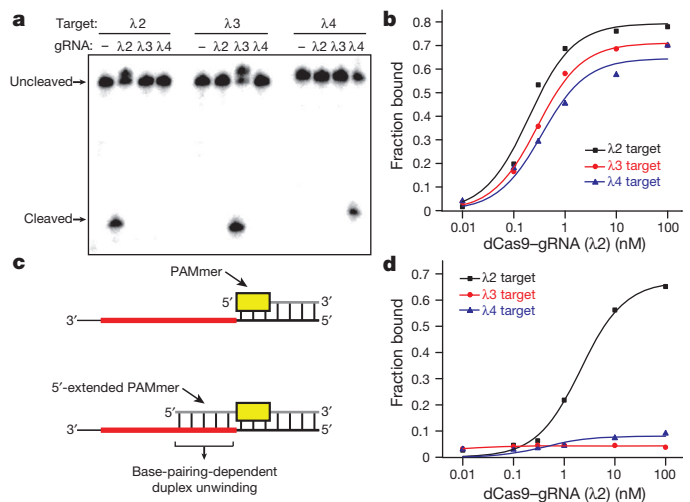 a
Target: λ2 λ3 λ4
gRNA: – λ2 λ3 λ4 – λ2 λ3 λ4 – λ2 λ3 λ4
Uncleaved
Cleaved
b
Fraction bound
0.8
0.7
0.6
0.5
0.4
0.3
0.2
0.1
0
λ2 target
λ3 target
λ4 target
0.01 0.1 1 10 100
dCas9–gRNA (λ2) (nM)
c
PAMmer
5′ 3′
3′ 5′
5′-extended PAMmer
5′ 3′
3′ 5′
Base-pairing-dependent
duplex unwinding
d
Fraction bound
0.7
0.6
0.5
0.4
0.3
0.2
0.1
0
λ2 target
λ3 target
λ4 target
0.01 0.1 1 10 100
dCas9–gRNA (λ2) (nM)